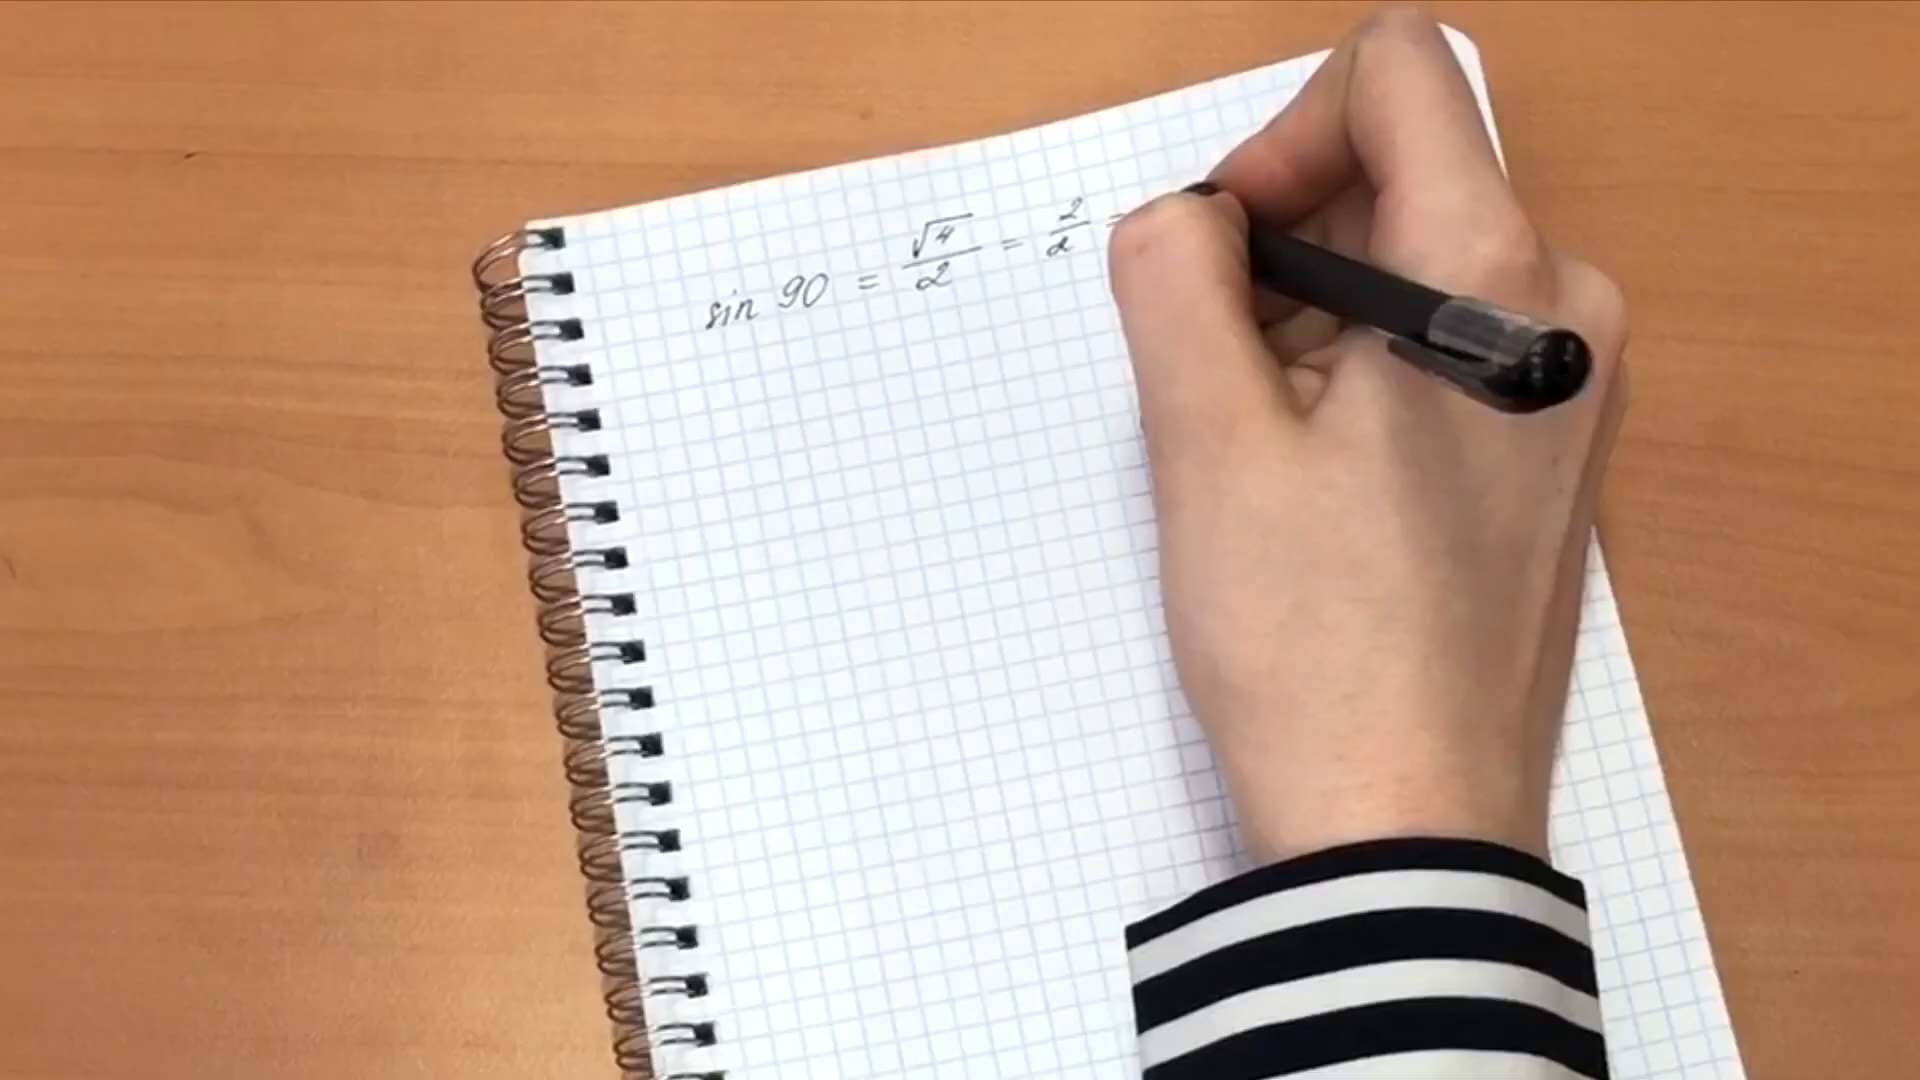 sin 90 = √4/2 = 2/2 =